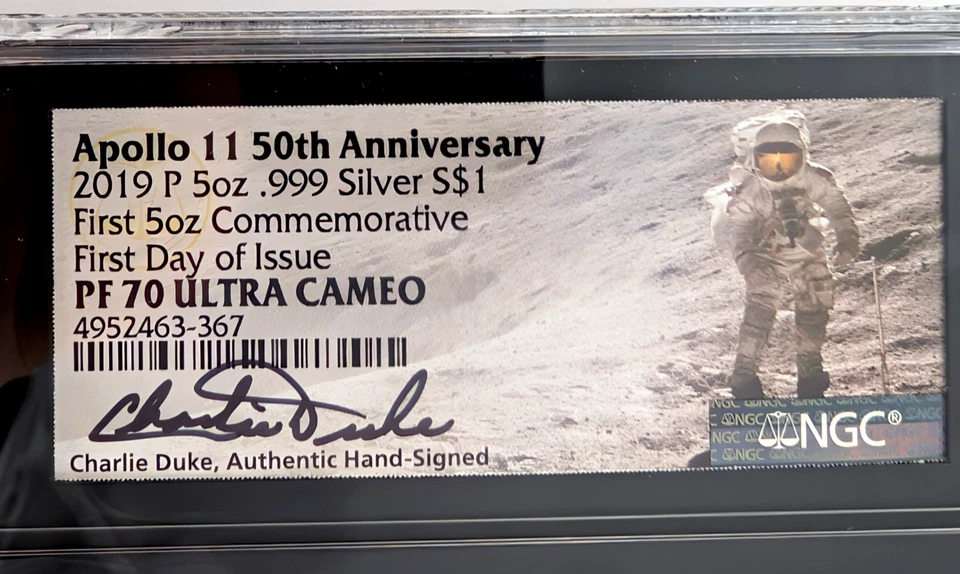 Apollo 11 50th Anniversary
2019 P 5oz .999 Silver S$1
First 5oz Commemorative
First Day of Issue
PF 70 ULTRA CAMEO
4952463-367
Charlie Duke
Charlie Duke, Authentic Hand-Signed
NGC®